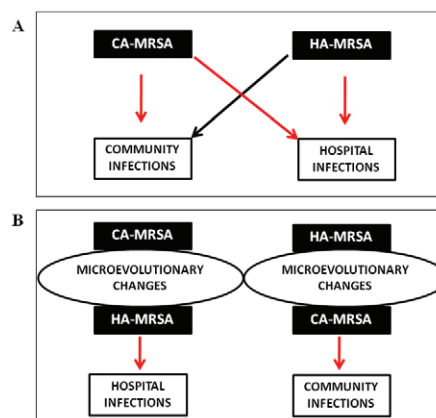 A
CA-MRSA
HA-MRSA
COMMUNITY
INFECTIONS
HOSPITAL
INFECTIONS
B
CA-MRSA
HA-MRSA
MICROEVOLUTIONARY
CHANGES
MICROEVOLUTIONARY
CHANGES
HA-MRSA
CA-MRSA
HOSPITAL
INFECTIONS
COMMUNITY
INFECTIONS